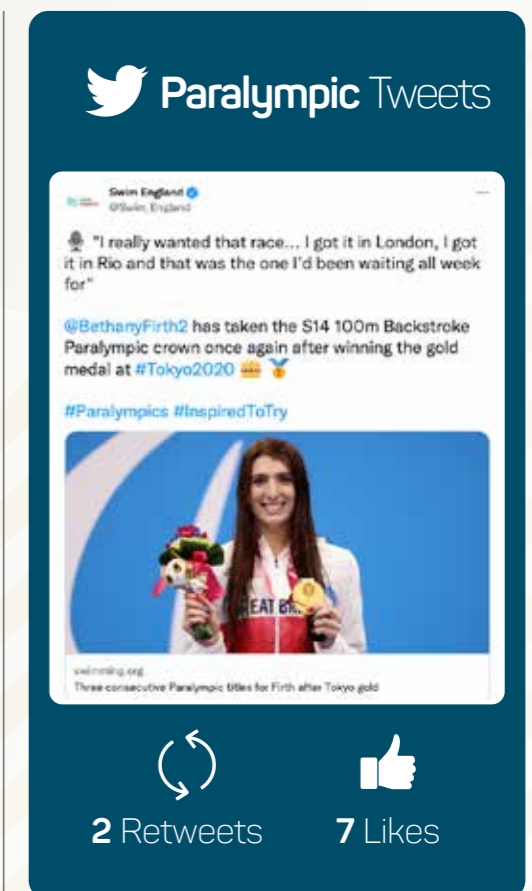 Paralympic Tweets
Swim England
@Swim_England
"I really wanted that race... I got it in London, I got
it in Rio and that was the one I'd been waiting all week
for"
@BethanyFirth2 has taken the S14 100m Backstroke
Paralympic crown once again after winning the gold
medal at #Tokyo2020
#Paralympics #InspiredToTry
EAT BR
swimming.org
Three consecutive Paralympic titles for Firth after Tokyo gold
2 Retweets
7 Likes